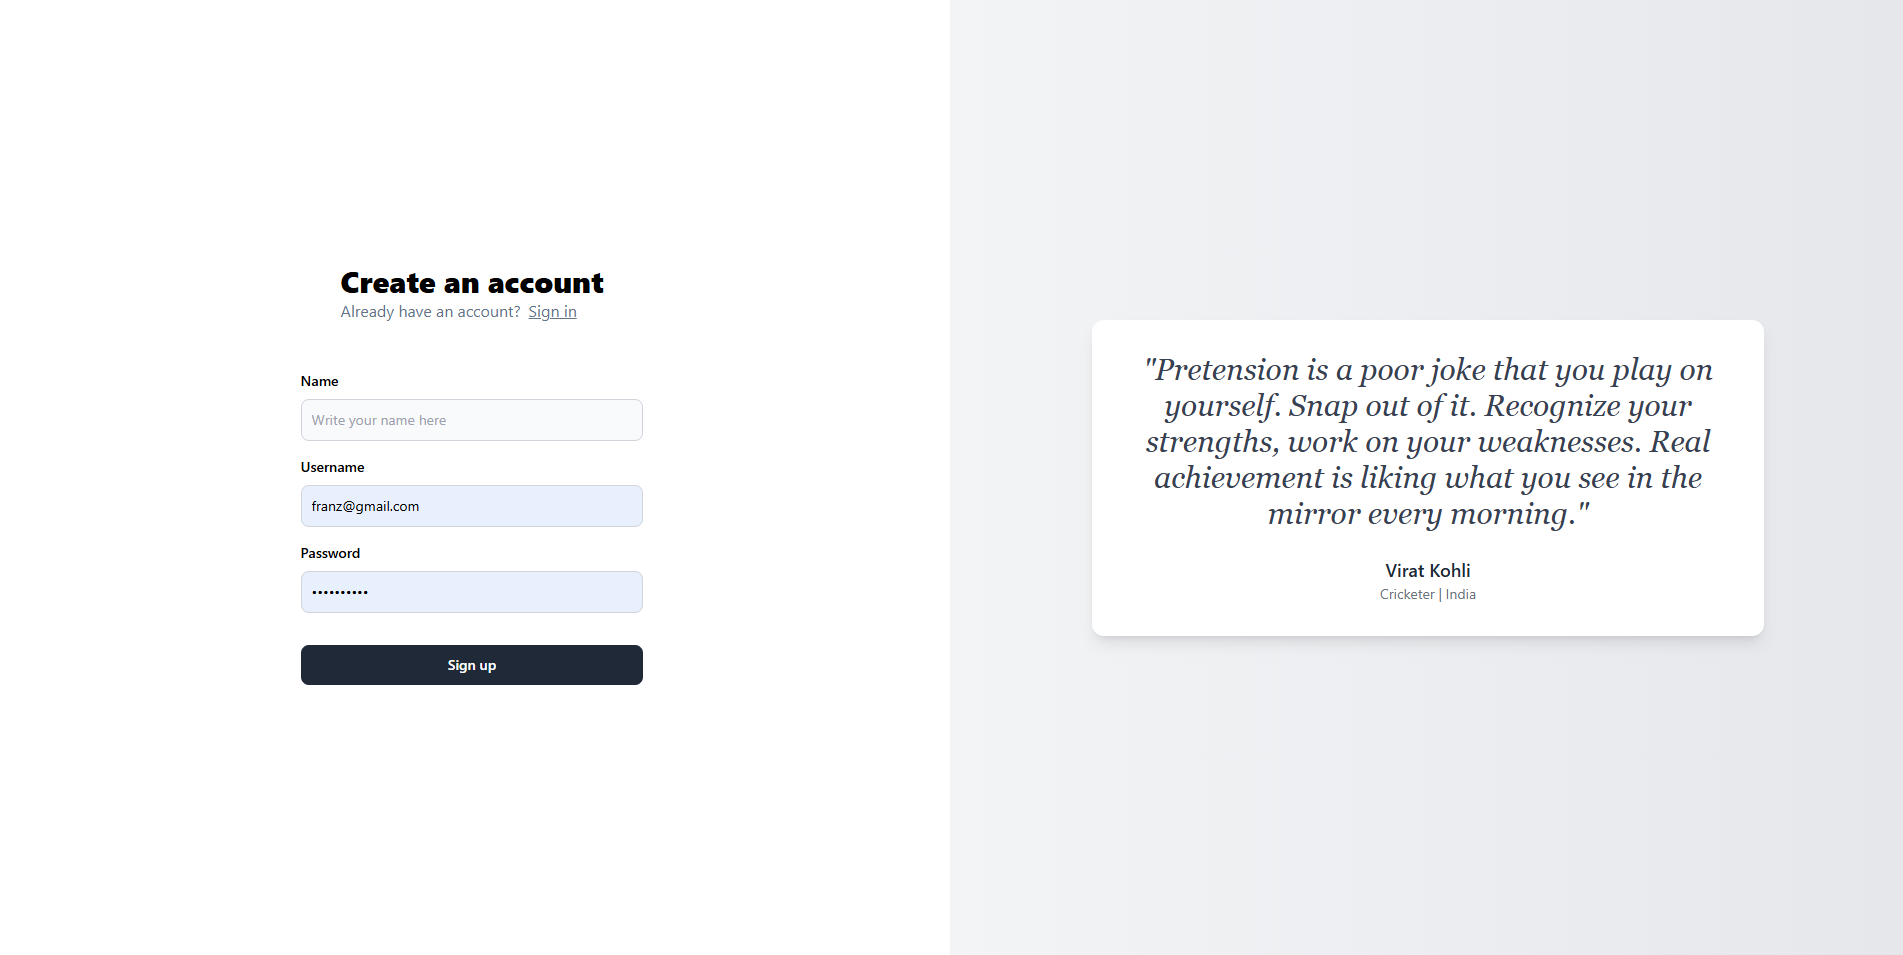 Create an account
Already have an account? Sign in
Name
Write your name here
Username
franz@gmail.com
Password
••••••••••
Sign up
"Pretension is a poor joke that you play on
yourself. Snap out of it. Recognize your
strengths, work on your weaknesses. Real
achievement is liking what you see in the
mirror every morning."
Virat Kohli
Cricketer | India